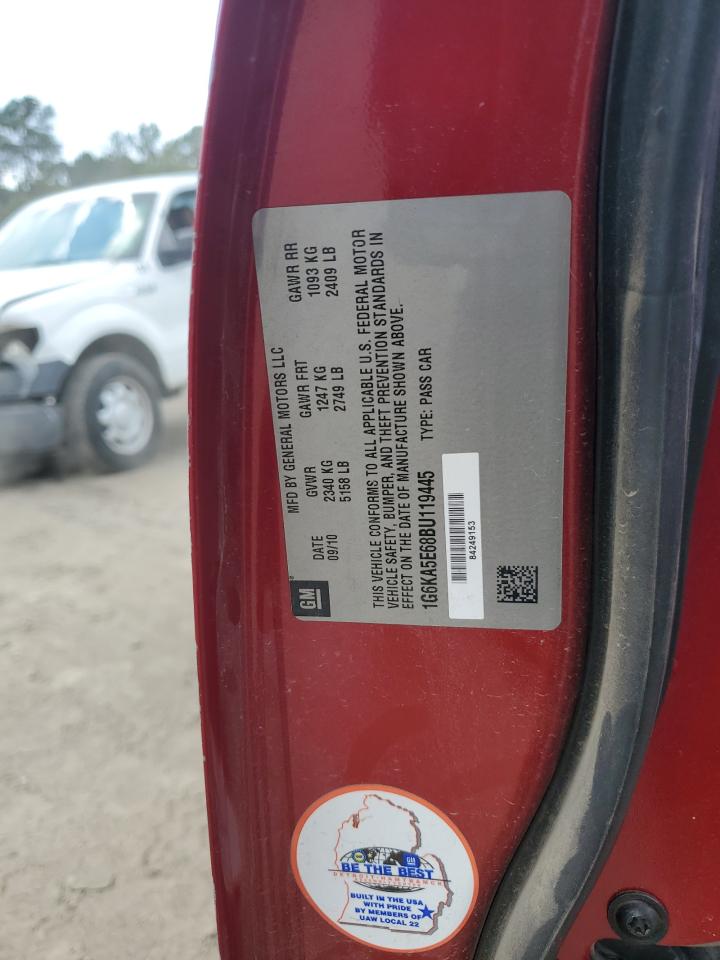 GM
MFD BY GENERAL MOTORS LLC
DATE GVWR GAWR FRT GAWR RR
09/10 2340 KG 1247 KG 1093 KG
5158 LB 2749 LB 2409 LB
THIS VEHICLE CONFORMS TO ALL APPLICABLE U.S. FEDERAL MOTOR
VEHICLE SAFETY, BUMPER, AND THEFT PREVENTION STANDARDS IN
EFFECT ON THE DATE OF MANUFACTURE SHOWN ABOVE.
1G6KA5E68BU119445 TYPE: PASS CAR
84249153
GM
BE THE BEST
DETROIT-HAMTRAMCK
BUILT IN THE USA
WITH PRIDE
BY MEMBERS OF
UAW LOCAL 22